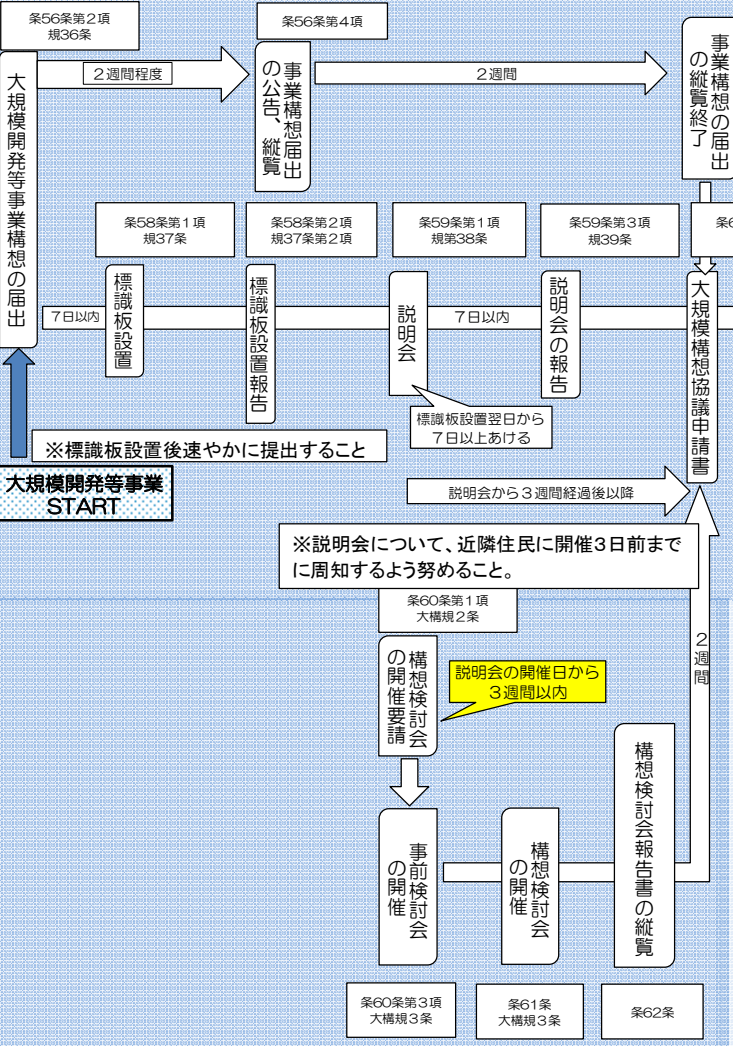 条56条第2項
規36条
条56条第4項
大規模開発等事業構想の届出
2週間程度
事業構想届出
の公告、縦覧
2週間
事業構想の届出
の縦覧終了
条58条第1項
規37条
条58条第2項
規37条第2項
条59条第1項
規第38条
条59条第3項
規39条
条6
7日以内
標識板設置
標識板設置報告
説明会
7日以内
説明会の報告
大規模構想協議申請書
標識板設置翌日から
7日以上あける
※標識板設置後速やかに提出すること
大規模開発等事業
START
説明会から3週間経過後以降
※説明会について、近隣住民に開催3日前まで
に周知するよう努めること。
条60条第1項
大構規2条
構想検討会
の開催要請
説明会の開催日から
3週間以内
2週間
事前検討会
の開催
構想検討会
の開催
構想検討会報告書の縦覧
条60条第3項
大構規3条
条61条
大構規3条
条62条